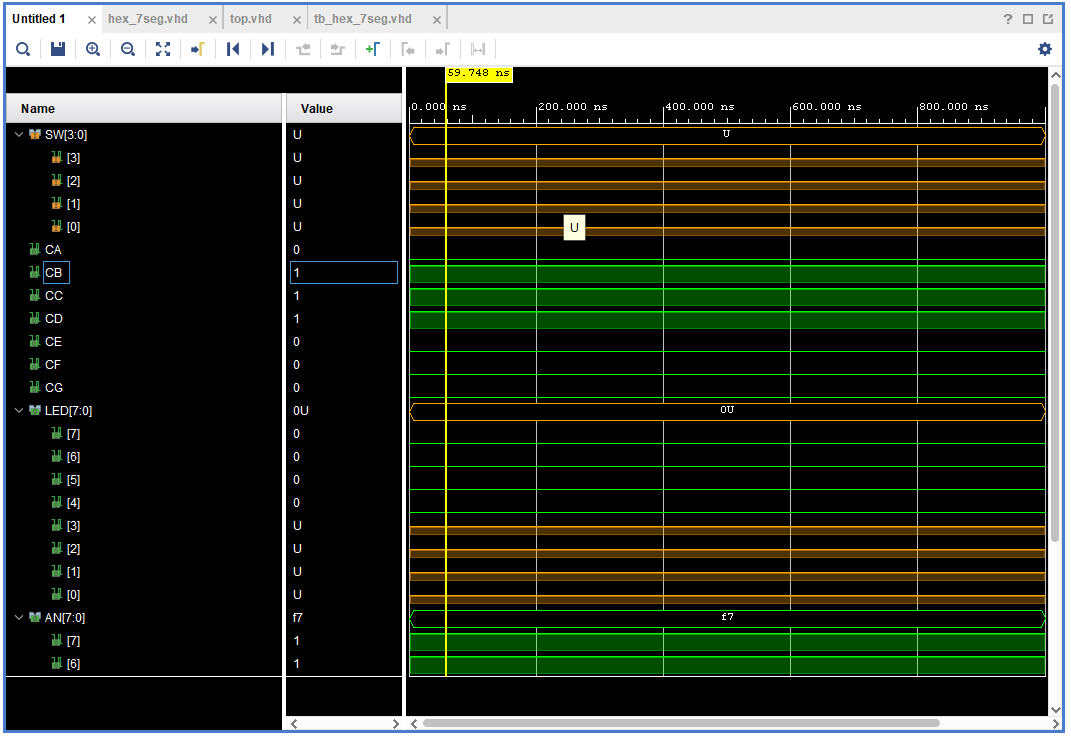 Untitled 1 × hex_7seg.vhd × top.vhd × tb_hex_7seg.vhd × ?
59.748 ns
Name Value 0.000 ns 200.000 ns 400.000 ns 600.000 ns 800.000 ns
SW[3:0] U U
[3] U
[2] U
[1] U
[0] U U
CA 0
CB 1
CC 1
CD 1
CE 0
CF 0
CG 0
LED[7:0] 0U 0U
[7] 0
[6] 0
[5] 0
[4] 0
[3] U
[2] U
[1] U
[0] U
AN[7:0] f7 f7
[7] 1
[6] 1